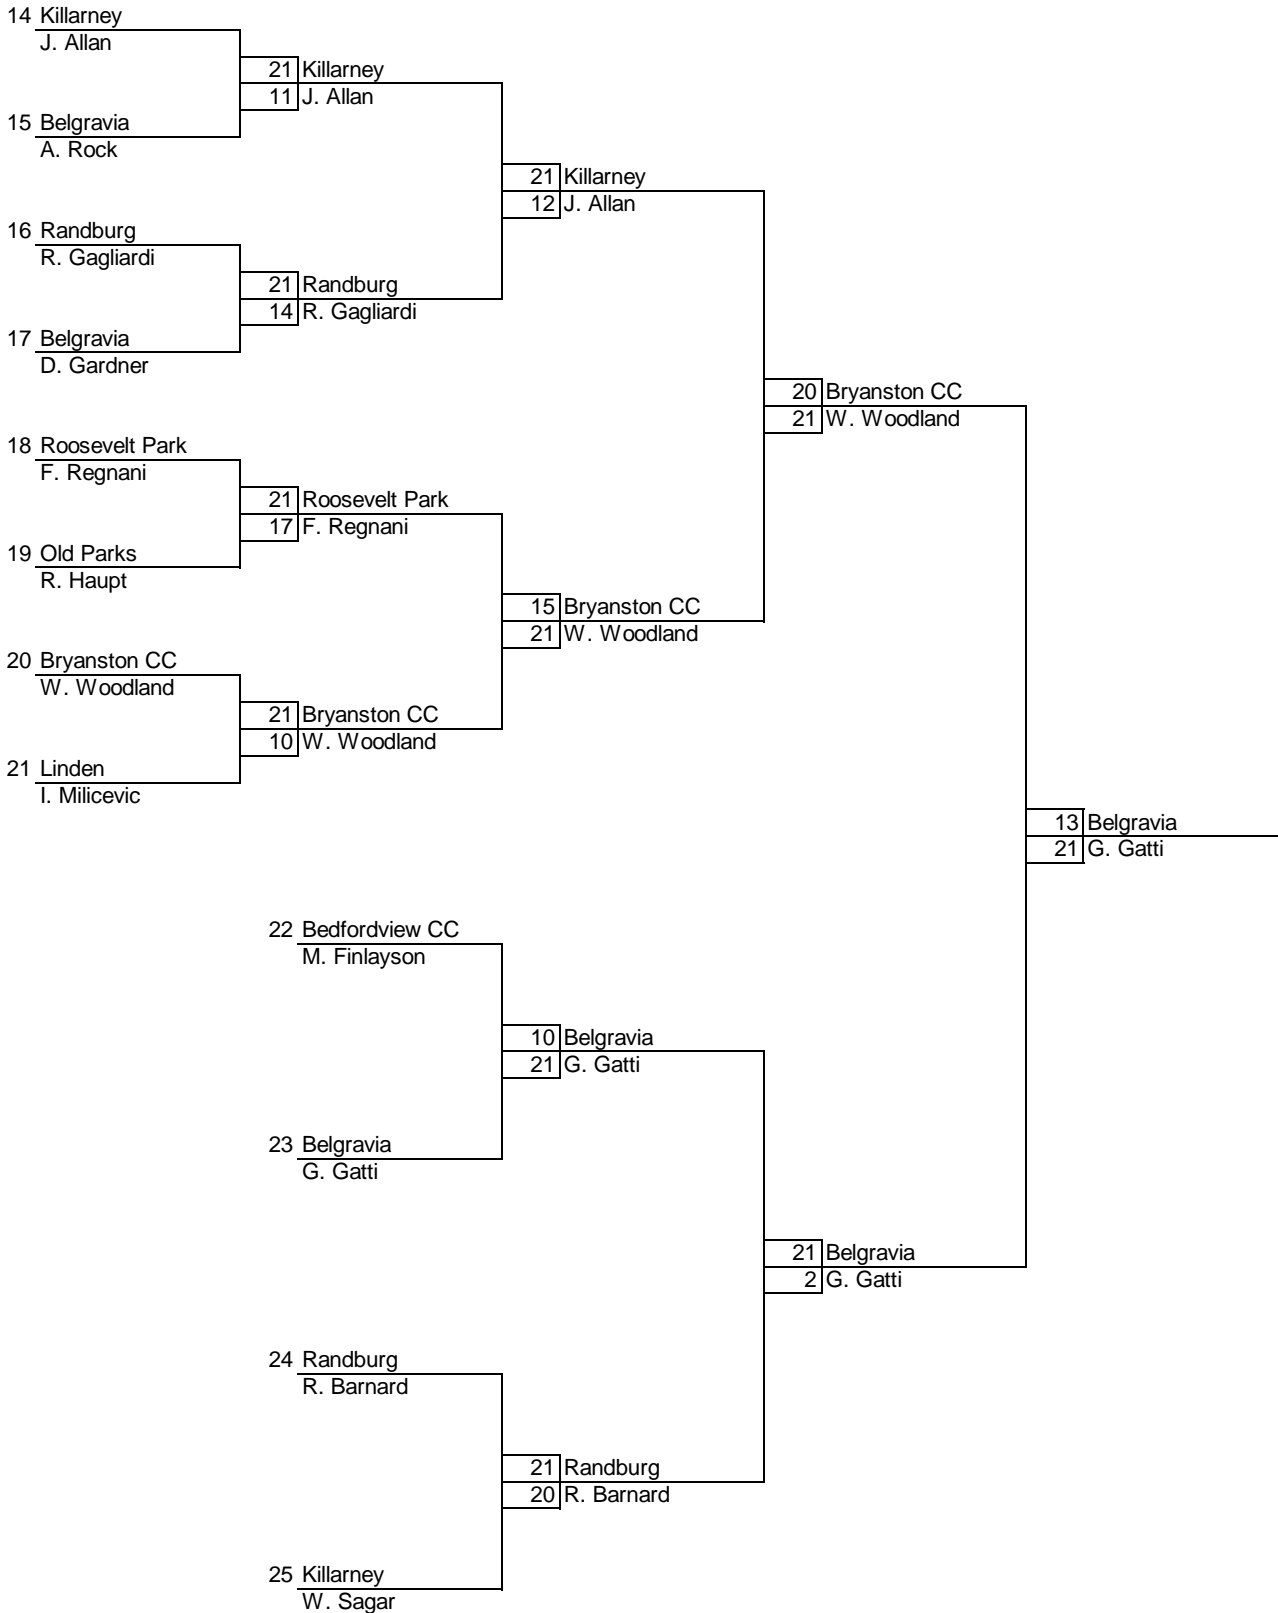 14 Killarney
J. Allan
21 Killarney
11 J. Allan
15 Belgravia
A. Rock
21 Killarney
12 J. Allan
16 Randburg
R. Gagliardi
21 Randburg
14 R. Gagliardi
17 Belgravia
D. Gardner
20 Bryanston CC
21 W. Woodland
18 Roosevelt Park
F. Regnani
21 Roosevelt Park
17 F. Regnani
19 Old Parks
R. Haupt
15 Bryanston CC
21 W. Woodland
20 Bryanston CC
W. Woodland
21 Bryanston CC
10 W. Woodland
21 Linden
I. Milicevic
13 Belgravia
21 G. Gatti
22 Bedfordview CC
M. Finlayson
10 Belgravia
21 G. Gatti
23 Belgravia
G. Gatti
21 Belgravia
2 G. Gatti
24 Randburg
R. Barnard
21 Randburg
20 R. Barnard
25 Killarney
W. Sagar